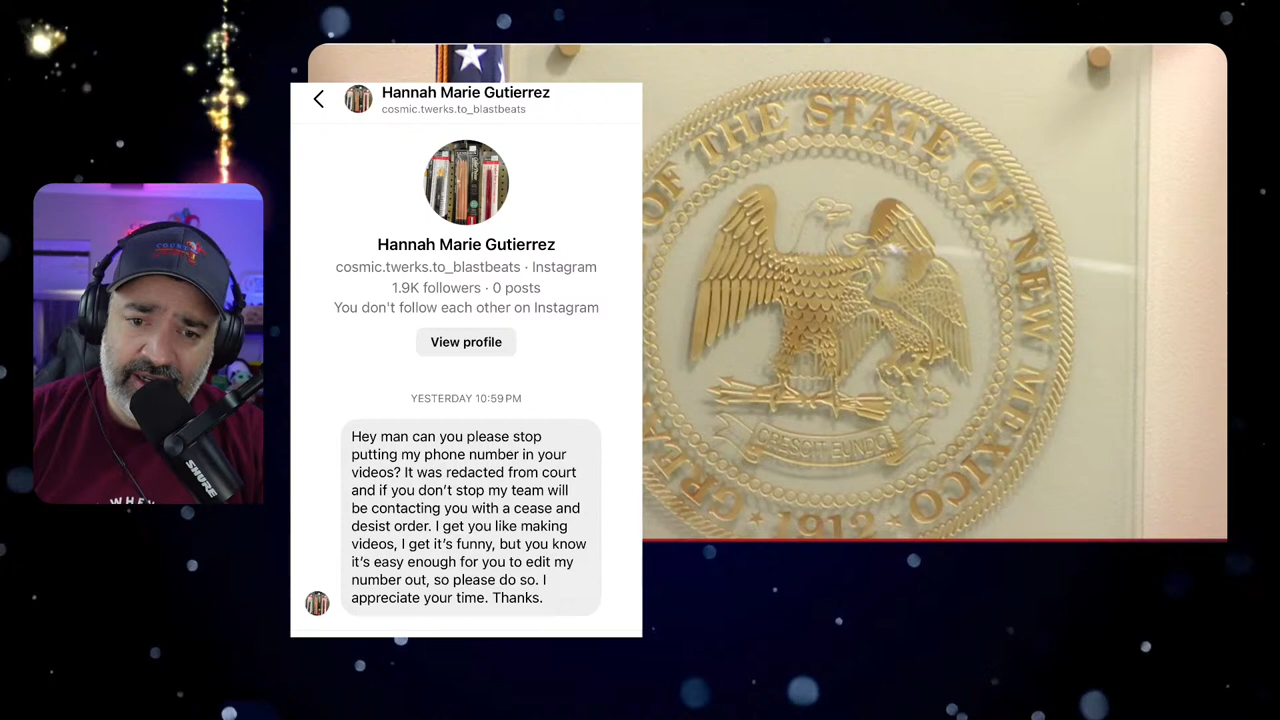 Hannah Marie Gutierrez
cosmic.twerks.to_blastbeats
Hannah Marie Gutierrez
cosmic.twerks.to_blastbeats · Instagram
1.9K followers · 0 posts
You don't follow each other on Instagram
View profile
YESTERDAY 10:59 PM
Hey man can you please stop
putting my phone number in your
videos? It was redacted from court
and if you don't stop my team will
be contacting you with a cease and
desist order. I get you like making
videos, I get it's funny, but you know
it's easy enough for you to edit my
number out, so please do so. I
appreciate your time. Thanks.
OF THE STATE OF NEW MEXICO
GREA
CRESCIT EUNDO
★ 1912 ★
COURT
SHURE
WHEN